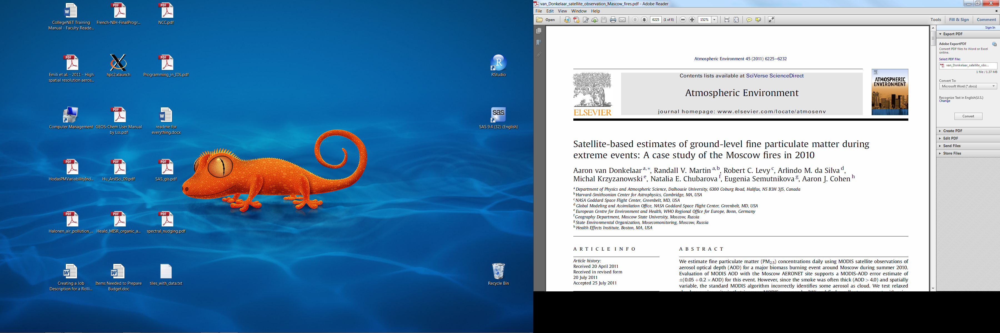 CollegeNET Training
Manual - Faculty Reade...
French-NIH-FinalProgr...
NCC.pdf
Emili et al. - 2011 - High
spatial resolution aeros...
hpc2.xlaunch
Programming_in_IDL.pdf
RStudio
Computer Management
GEOS-Chem User Manual
by Lss.pdf
readme for
everything.docx
SAS 9.4 (32) (English)
HodasPMVariabilityInd...
Hu_ArslSci_09.pdf
SAS_gis.pdf
Halonen_air_pollution_...
Heald_MISR_organic_a...
spectral_nudging.pdf
Creating a Job
Description for a Rolli...
Items Needed to Prepare
Budget.doc
tiles_with_data.txt
Recycle Bin
van_Donkelaar_satellite_observation_Mascow_fires.pdf - Adobe Reader
File Edit View Window Help
Open 6225 (1 of 8) 152% Tools Fill & Sign Comment
Sign In
Export PDF
Adobe ExportPDF
Convert PDF files to Word or Excel
online.
Select PDF File:
van_Donkelaar_satellite_obs...
1 file / 1.37 MB
Convert To:
Microsoft Word (*.docx)
Recognize Text in English(U.S.)
Change
Convert
Create PDF
Edit PDF
Send Files
Store Files
Atmospheric Environment 45 (2011) 6225–6232
Contents lists available at SciVerse ScienceDirect
Atmospheric Environment
journal homepage: www.elsevier.com/locate/atmosenv
ELSEVIER
ATMOSPHERIC
ENVIRONMENT
Satellite-based estimates of ground-level fine particulate matter during
extreme events: A case study of the Moscow fires in 2010
Aaron van Donkelaar a,*, Randall V. Martin a,b, Robert C. Levy c, Arlindo M. da Silva d,
Michal Krzyzanowski e, Natalia E. Chubarova f, Eugenia Semutnikova g, Aaron J. Cohen h
a Department of Physics and Atmospheric Science, Dalhousie University, 6300 Coburg Road, Halifax, NS B3H 3J5, Canada
b Harvard-Smithsonian Center for Astrophysics, Cambridge, MA, USA
c NASA Goddard Space Flight Center, Greenbelt, MD, USA
d Global Modeling and Assimilation Office, NASA Goddard Space Flight Center, Greenbelt, MD, USA
e European Centre for Environment and Health, WHO Regional Office for Europe, Bonn, Germany
f Geography Department, Moscow State University, Moscow, Russia
g State Environmental Organization, Mosecomonitoring, Moscow, Russia
h Health Effects Institute, Boston, MA, USA
ARTICLE INFO
Article history:
Received 20 April 2011
Received in revised form
20 July 2011
Accepted 25 July 2011
ABSTRACT
We estimate fine particulate matter (PM2.5) concentrations daily using MODIS satellite observations of
aerosol optical depth (AOD) for a major biomass burning event around Moscow during summer 2010.
Evaluation of MODIS AOD with the Moscow AERONET site supports a MODIS-AOD error estimate of
±(0.05 + 0.2 × AOD) for this event. However, since the smoke was often thick (AOD > 4.0) and spatially
variable, the standard MODIS algorithm incorrectly identifies some aerosol as cloud. We test relaxed